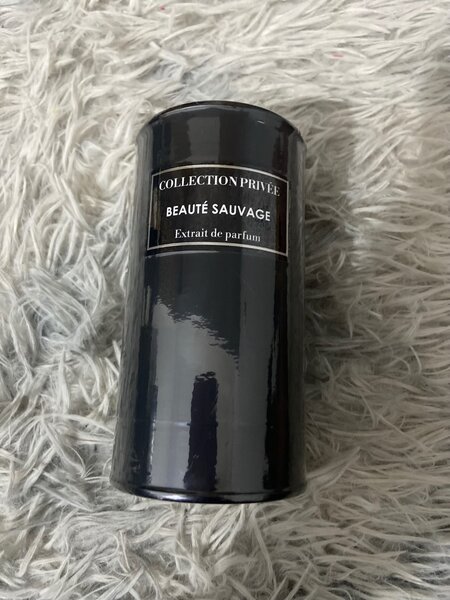 COLLECTION PRIVÉE
BEAUTÉ SAUVAGE
Extrait de parfum